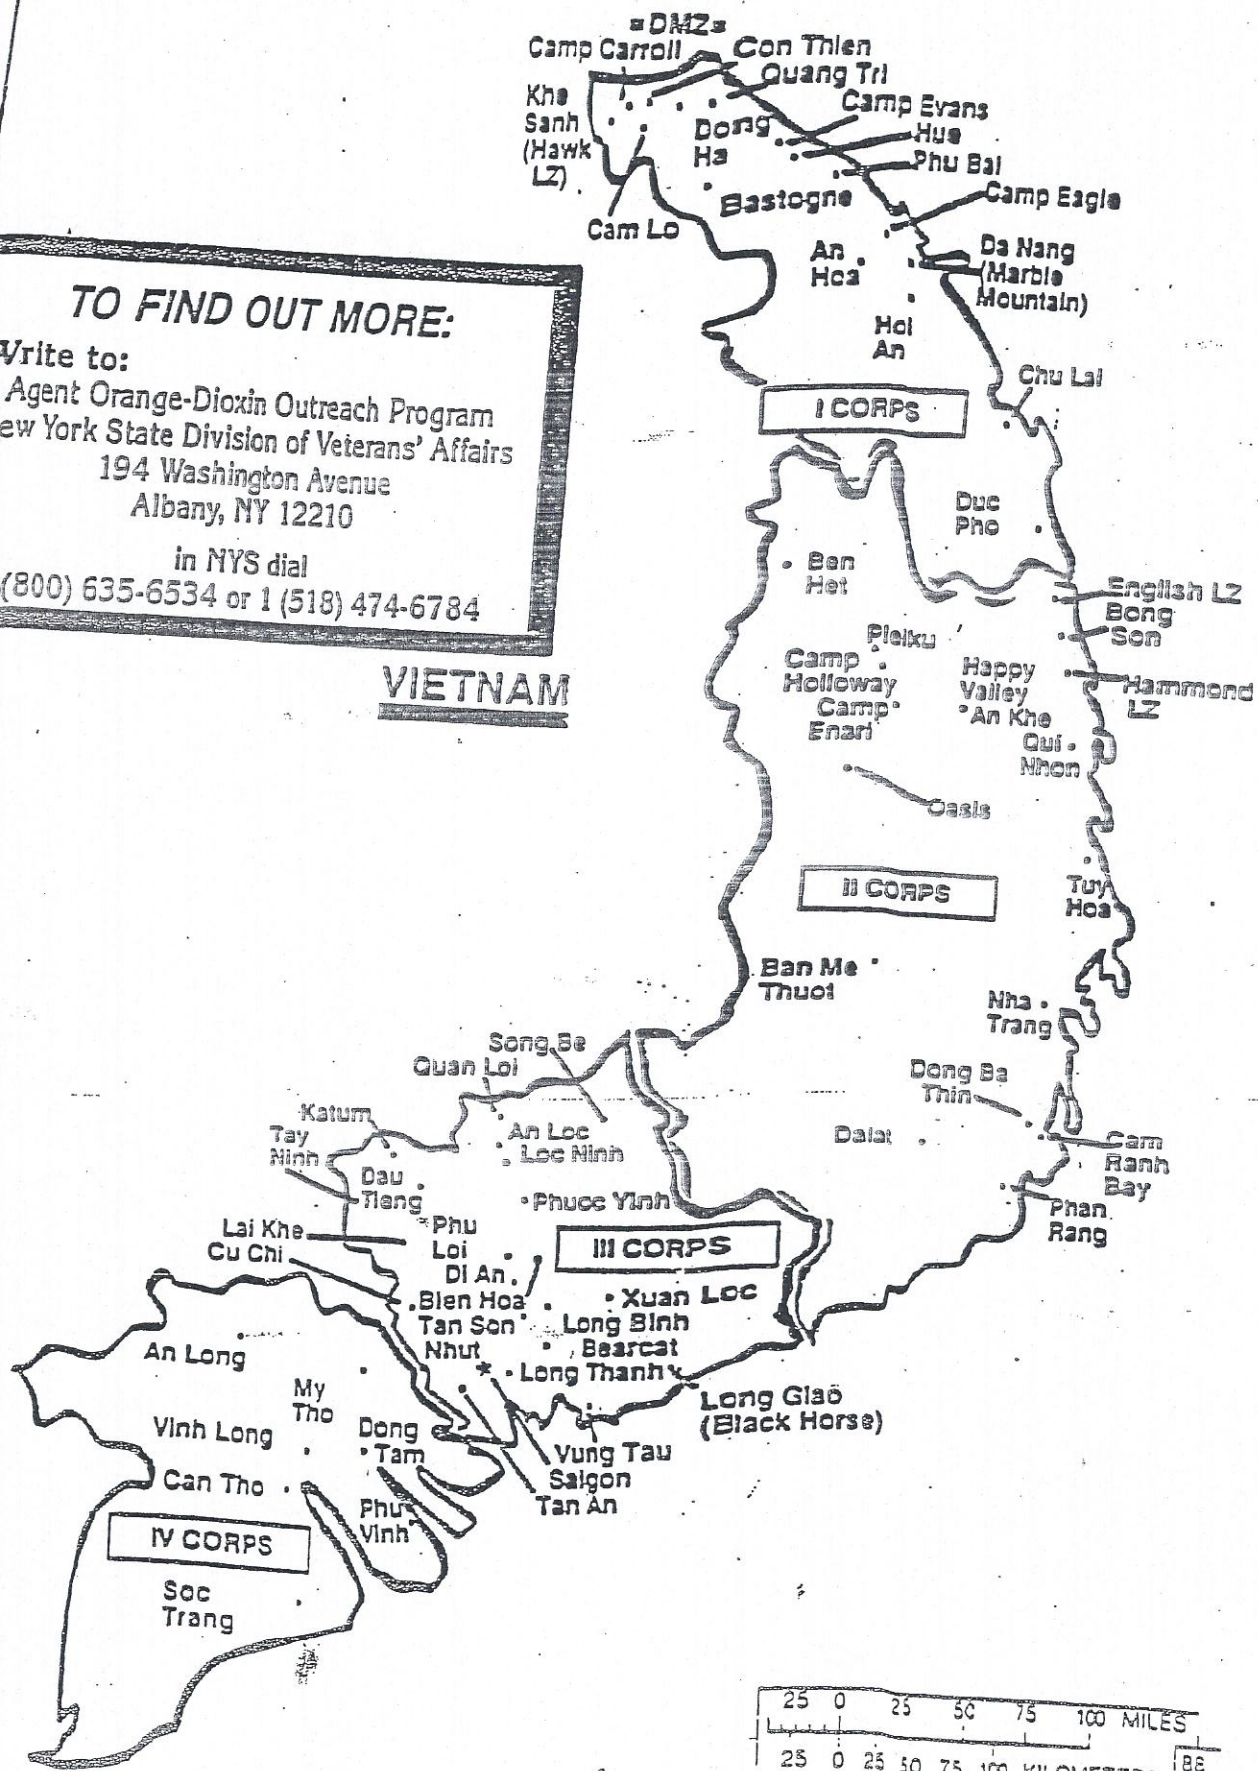 =DMZ=
Camp Carroll
Con Thien
Quang Tri
Khe
Sanh
(Hawk
LZ)
Dong
Ha
Camp Evans
Hue
Phu Bai
Bastogne
Camp Eagle
Cam Lo
An
Hoa
Da Nang
(Marble
Mountain)
Hoi
An
Chu Lai
I CORPS
TO FIND OUT MORE:
Write to:
Agent Orange-Dioxin Outreach Program
ew York State Division of Veterans' Affairs
194 Washington Avenue
Albany, NY 12210
in NYS dial
(800) 635-6534 or 1 (518) 474-6784
VIETNAM
Duc
Pho
Ben
Het
English LZ
Bong
Son
Pleiku
Camp
Holloway
Camp
Enari
Happy
Valley
An Khe
Hammond
LZ
Qui
Nhon
Oasis
II CORPS
Tuy
Hoa
Ban Me
Thuot
Nha
Trang
Song Be
Quan Loi
Dong Ba
Thin
Katum
Tay
Ninh
An Loc
Loc Ninh
Dalat
Cam
Ranh
Bay
Dau
Tieng
Phucc Yinh
Phan
Rang
Lai Khe
Cu Chi
Phu
Loi
III CORPS
Di An
Bien Hoa
Xuan Loc
Tan Son
Nhut
Long Binh
Bearcat
An Long
Long Thanh
Long Giao
(Black Horse)
My
Tho
Vinh Long
Dong
Tam
Vung Tau
Saigon
Tan An
Can Tho
Phu
Vinh
IV CORPS
Soc
Trang
25 0 25 50 75 100 MILES
25 0 25 50 75 100 KILOMETERS
BE